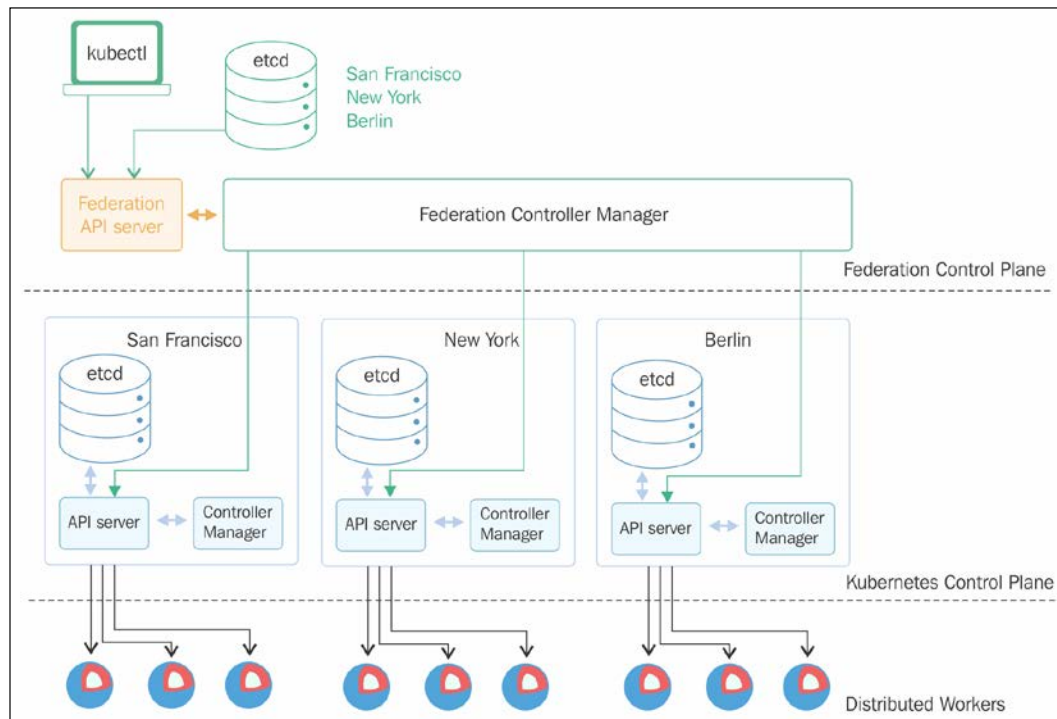 kubectl
etcd
San Francisco
New York
Berlin
Federation
API server
Federation Controller Manager
Federation Control Plane
San Francisco
etcd
API server
Controller
Manager
New York
etcd
API server
Controller
Manager
Berlin
etcd
API server
Controller
Manager
Kubernetes Control Plane
Distributed Workers